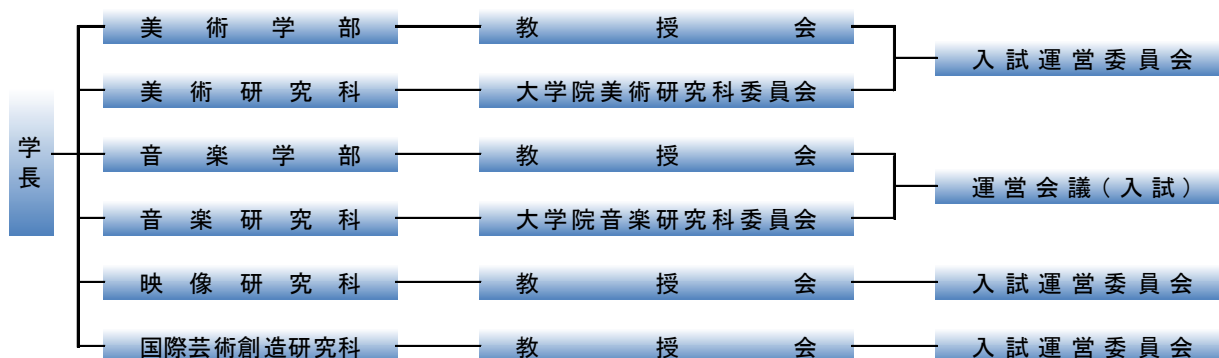 学長
美術学部
教授会
入試運営委員会
美術研究科
大学院美術研究科委員会
音楽学部
教授会
運営会議(入試)
音楽研究科
大学院音楽研究科委員会
映像研究科
教授会
入試運営委員会
国際芸術創造研究科
教授会
入試運営委員会